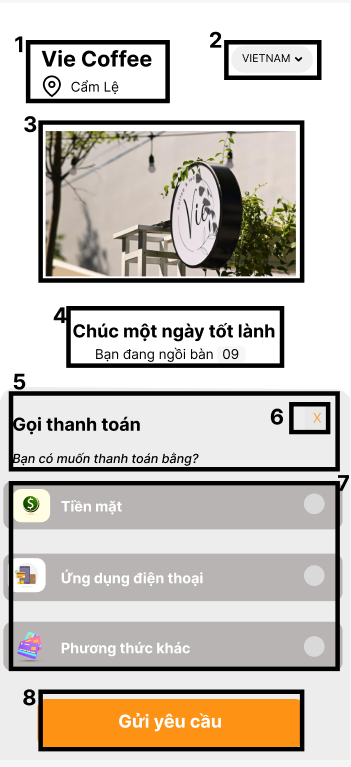 1
Vie Coffee
Cẩm Lệ
2
VIETNAM
3
Vie
4
Chúc một ngày tốt lành
Bạn đang ngồi bàn 09
5
Gọi thanh toán
6
X
Bạn có muốn thanh toán bằng?
7
Tiền mặt
Ứng dụng điện thoại
Phương thức khác
8
Gửi yêu cầu